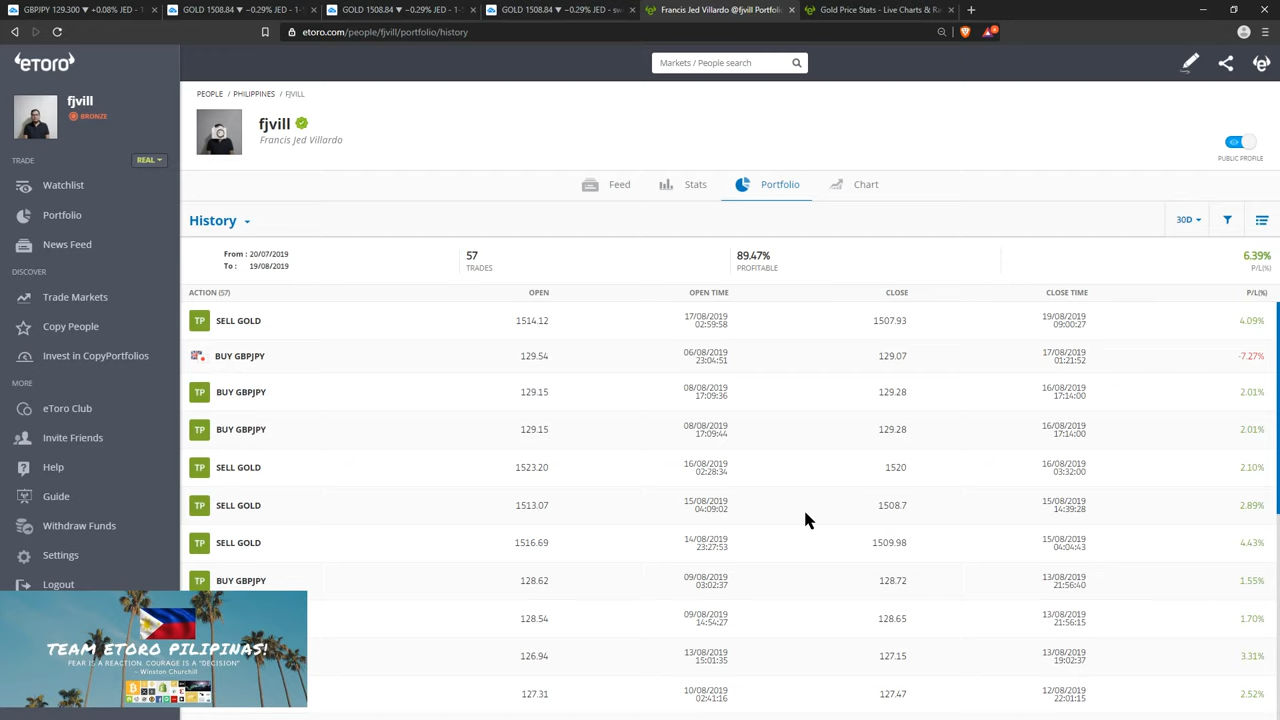 GBPJPY 129.300 ▼ +0.08% JED - 1
GOLD 1508.84 ▼ −0.29% JED - 1
GOLD 1508.84 ▼ −0.29% JED - 1
GOLD 1508.84 ▼ −0.29% JED - sw
Francis Jed Villardo @fjvill Portfolio
Gold Price Stats - Live Charts & Ra
etoro.com/people/fjvill/portfolio/history
eTORO
Markets / People search
fjvill
BRONZE
TRADE
REAL
Watchlist
Portfolio
News Feed
DISCOVER
Trade Markets
Copy People
Invest in CopyPortfolios
MORE
eToro Club
Invite Friends
Help
Guide
Withdraw Funds
Settings
Logout
PEOPLE / PHILIPPINES / FJVILL
fjvill
Francis Jed Villardo
PUBLIC PROFILE
Feed Stats Portfolio Chart
History
30D
From : 20/07/2019
To : 19/08/2019
57
TRADES
89.47%
PROFITABLE
6.39%
P/L(%)
ACTION (57) OPEN OPEN TIME CLOSE CLOSE TIME P/L(%)
TP SELL GOLD 1514.12 17/08/2019 02:59:58 1507.93 19/08/2019 09:00:27 4.09%
BUY GBPJPY 129.54 06/08/2019 23:04:51 129.07 17/08/2019 01:21:52 -7.27%
TP BUY GBPJPY 129.15 08/08/2019 17:09:36 129.28 16/08/2019 17:14:00 2.01%
TP BUY GBPJPY 129.15 08/08/2019 17:09:44 129.28 16/08/2019 17:14:00 2.01%
TP SELL GOLD 1523.20 16/08/2019 02:28:34 1520 16/08/2019 03:32:00 2.10%
TP SELL GOLD 1513.07 15/08/2019 04:09:02 1508.7 15/08/2019 14:39:28 2.89%
TP SELL GOLD 1516.69 14/08/2019 23:27:53 1509.98 15/08/2019 04:04:43 4.43%
TP BUY GBPJPY 128.62 09/08/2019 03:02:37 128.72 13/08/2019 21:56:40 1.55%
128.54 09/08/2019 14:54:27 128.65 13/08/2019 21:56:15 1.70%
126.94 13/08/2019 15:01:35 127.15 13/08/2019 19:02:37 3.31%
127.31 10/08/2019 02:41:16 127.47 12/08/2019 22:01:15 2.52%
TEAM ETORO PILIPINAS!
FEAR IS A REACTION. COURAGE IS A "DECISION"
~ Winston Churchill